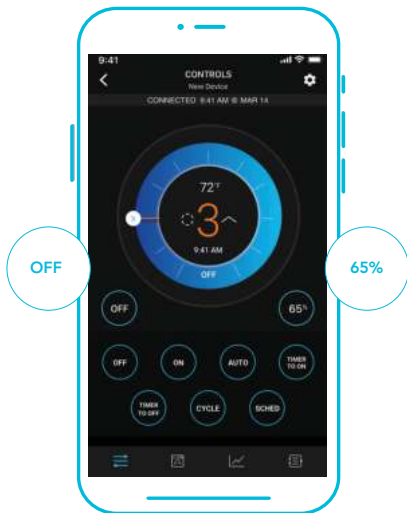 9:41
CONTROLS
New Device
CONNECTED 9:41 AM @ MAR 14
72°F
3
9:41 AM
OFF
OFF
65%
OFF
65%
OFF
ON
AUTO
TIMER
TO ON
TIMER
TO OFF
CYCLE
SCHED